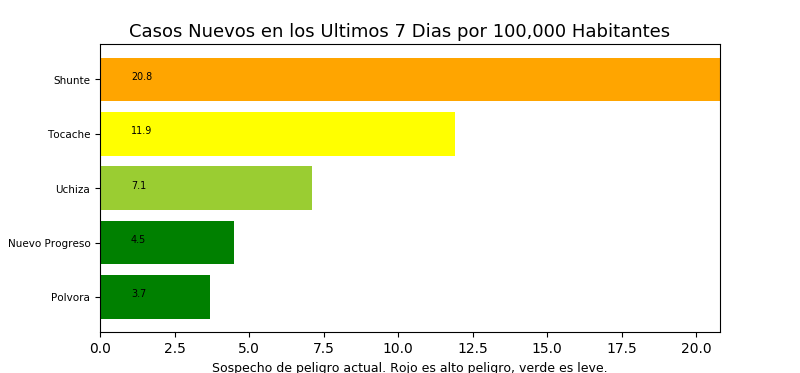 Casos Nuevos en los Ultimos 7 Dias por 100,000 Habitantes
Shunte 20.8
Tocache 11.9
Uchiza 7.1
Nuevo Progreso 4.5
Polvora 3.7
0.0 2.5 5.0 7.5 10.0 12.5 15.0 17.5 20.0
Sospecho de peligro actual. Rojo es alto peligro, verde es leve.